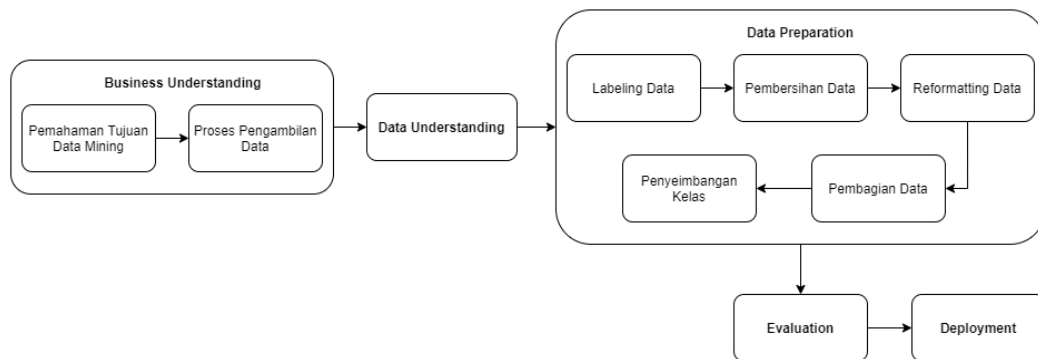 Business Understanding
Pemahaman Tujuan
Data Mining
Proses Pengambilan
Data
Data Understanding
Data Preparation
Labeling Data
Pembersihan Data
Reformatting Data
Penyeimbangan
Kelas
Pembagian Data
Evaluation
Deployment